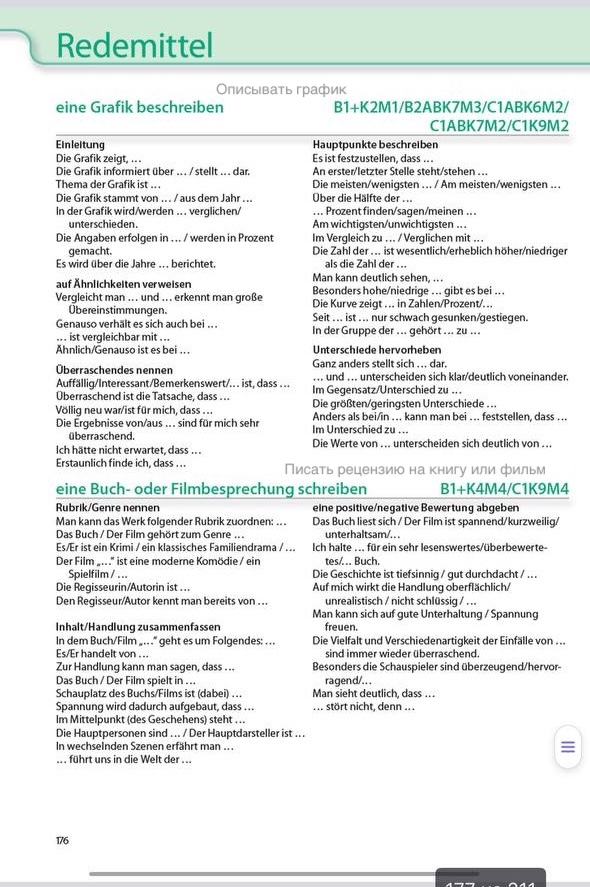 Redemittel
Описывать график
eine Grafik beschreiben
B1+K2M1/B2ABK7M3/C1ABK6M2/
C1ABK7M2/C1K9M2
Einleitung
Die Grafik zeigt, …
Die Grafik informiert über … / stellt … dar.
Thema der Grafik ist …
Die Grafik stammt von … / aus dem Jahr …
In der Grafik wird/werden … verglichen/
unterschieden.
Die Angaben erfolgen in … / werden in Prozent
gemacht.
Es wird über die Jahre … berichtet.
auf Ähnlichkeiten verweisen
Vergleicht man … und … erkennt man große
Übereinstimmungen.
Genauso verhält es sich auch bei …
… ist vergleichbar mit …
Ähnlich/Genauso ist es bei …
Überraschendes nennen
Auffällig/Interessant/Bemerkenswert/… ist, dass …
Überraschend ist die Tatsache, dass …
Völlig neu war/ist für mich, dass …
Die Ergebnisse von/aus … sind für mich sehr
überraschend.
Ich hätte nicht erwartet, dass …
Erstaunlich finde ich, dass …
Hauptpunkte beschreiben
Es ist festzustellen, dass …
An erster/letzter Stelle steht/stehen …
Die meisten/wenigsten … / Am meisten/wenigsten …
Über die Hälfte der …
… Prozent finden/sagen/meinen …
Am wichtigsten/unwichtigsten …
Im Vergleich zu … / Verglichen mit …
Die Zahl der … ist wesentlich/erheblich höher/niedriger
als die Zahl der …
Man kann deutlich sehen, …
Besonders hohe/niedrige … gibt es bei …
Die Kurve zeigt … in Zahlen/Prozent/…
Seit … ist … nur schwach gesunken/gestiegen.
In der Gruppe der … gehört … zu …
Unterschiede hervorheben
Ganz anders stellt sich … dar.
… und … unterscheiden sich klar/deutlich voneinander.
Im Gegensatz/Unterschied zu …
Die größten/geringsten Unterschiede …
Anders als bei/in … kann man bei … feststellen, dass …
Im Unterschied zu …
Die Werte von … unterscheiden sich deutlich von …
Писать рецензию на книгу или фильм
eine Buch- oder Filmbesprechung schreiben
B1+K4M4/C1K9M4
Rubrik/Genre nennen
Man kann das Werk folgender Rubrik zuordnen: …
Das Buch / Der Film gehört zum Genre …
Es/Er ist ein Krimi / ein klassisches Familiendrama / …
Der Film „…“ ist eine moderne Komödie / ein
Spielfilm / …
Die Regisseurin/Autorin ist …
Den Regisseur/Autor kennt man bereits von …
Inhalt/Handlung zusammenfassen
In dem Buch/Film „…“ geht es um Folgendes: …
Es/Er handelt von …
Zur Handlung kann man sagen, dass …
Das Buch / Der Film spielt in …
Schauplatz des Buchs/Films ist (dabei) …
Spannung wird dadurch aufgebaut, dass …
Im Mittelpunkt (des Geschehens) steht …
Die Hauptpersonen sind … / Der Hauptdarsteller ist …
In wechselnden Szenen erfährt man …
… führt uns in die Welt der …
eine positive/negative Bewertung abgeben
Das Buch liest sich / Der Film ist spannend/kurzweilig/
unterhaltsam/…
Ich halte … für ein sehr lesenswertes/überbewerte-
tes/… Buch.
Die Geschichte ist tiefsinnig / gut durchdacht / …
Auf mich wirkt die Handlung oberflächlich/
unrealistisch / nicht schlüssig / …
Man kann sich auf gute Unterhaltung / Spannung
freuen.
Die Vielfalt und Verschiedenartigkeit der Einfälle von …
sind immer wieder überraschend.
Besonders die Schauspieler sind überzeugend/hervor-
ragend/…
Man sieht deutlich, dass …
… stört nicht, denn …
176